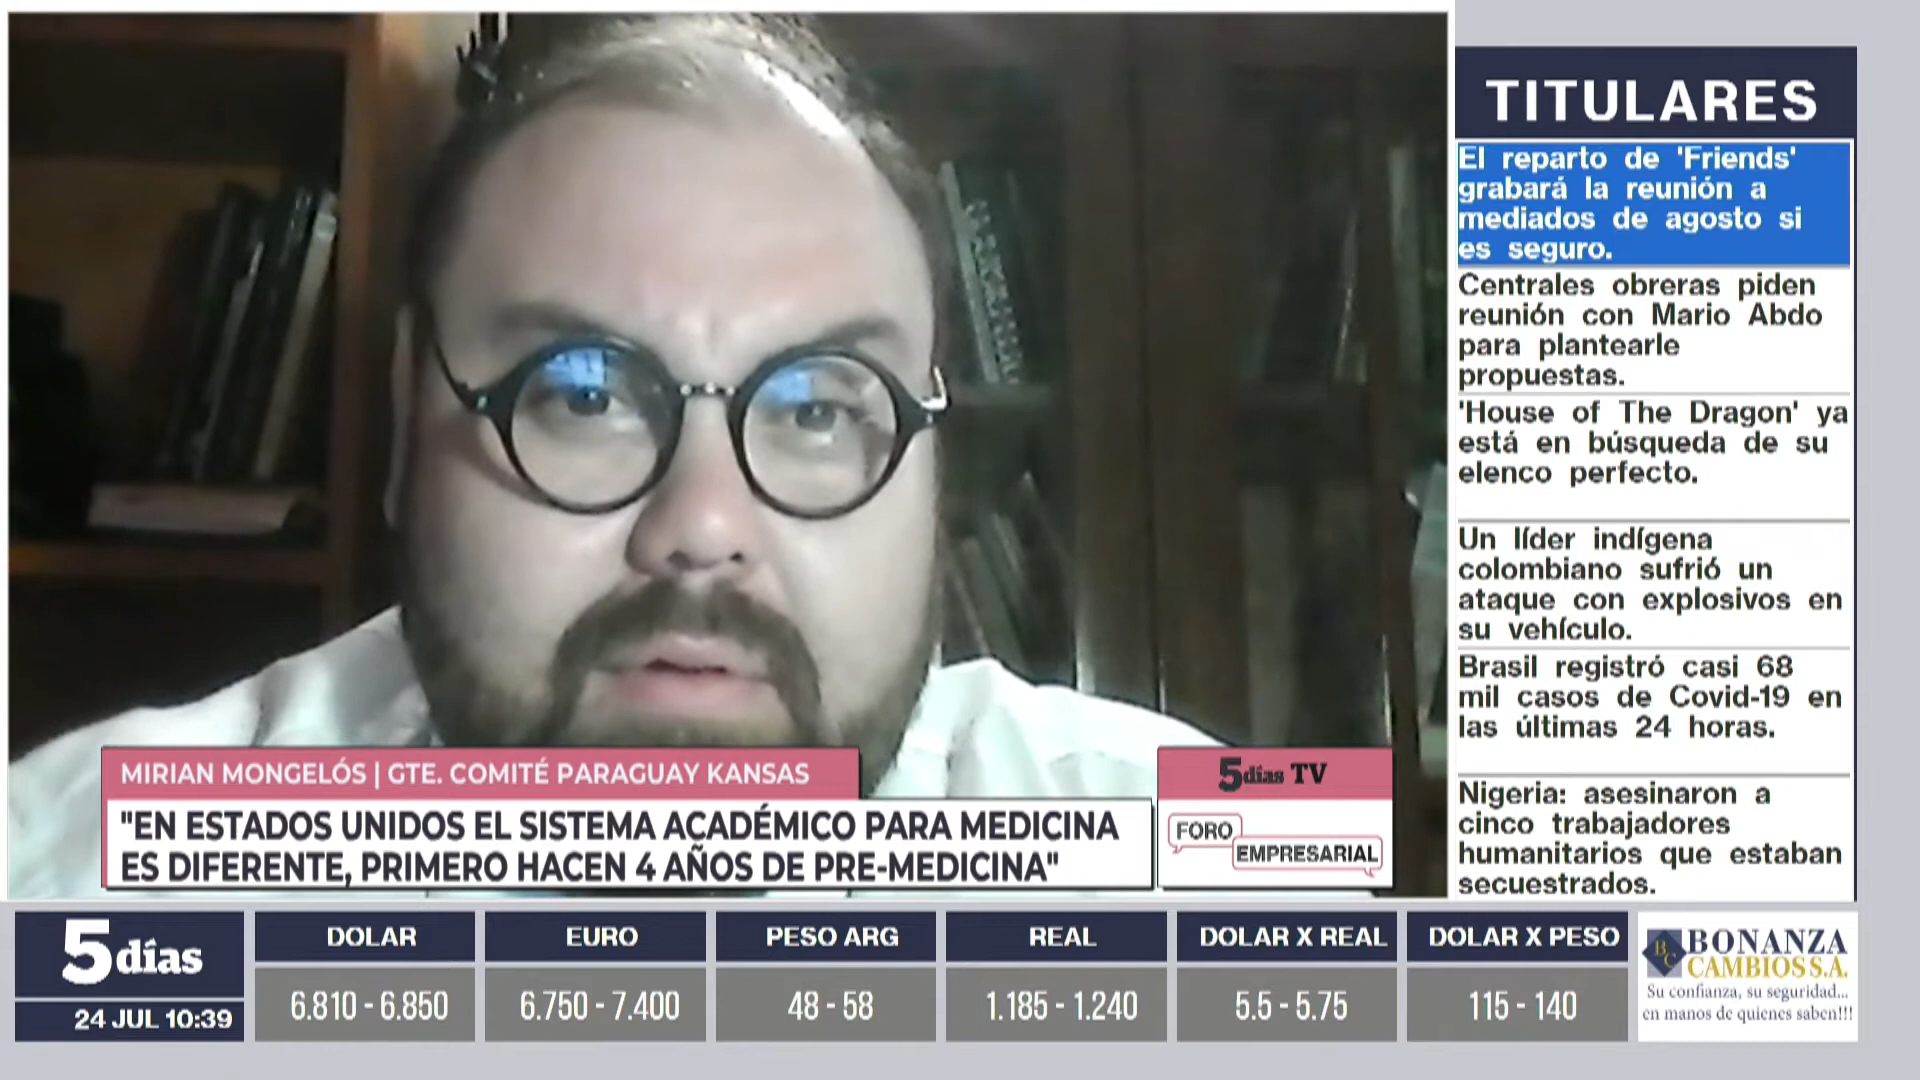 TITULARES
El reparto de 'Friends'
grabará la reunión a
mediados de agosto si
es seguro.
Centrales obreras piden
reunión con Mario Abdo
para plantearle
propuestas.
'House of The Dragon' ya
está en búsqueda de su
elenco perfecto.
Un líder indígena
colombiano sufrió un
ataque con explosivos en
su vehículo.
Brasil registró casi 68
mil casos de Covid-19 en
las últimas 24 horas.
Nigeria: asesinaron a
cinco trabajadores
humanitarios que estaban
secuestrados.
MIRIAN MONGELÓS | GTE. COMITÉ PARAGUAY KANSAS
"EN ESTADOS UNIDOS EL SISTEMA ACADÉMICO PARA MEDICINA
ES DIFERENTE, PRIMERO HACEN 4 AÑOS DE PRE-MEDICINA"
5días TV
FORO
EMPRESARIAL
5días
24 JUL 10:39
DOLAR
6.810 - 6.850
EURO
6.750 - 7.400
PESO ARG
48 - 58
REAL
1.185 - 1.240
DOLAR X REAL
5.5 - 5.75
DOLAR X PESO
115 - 140
BC
BONANZA
CAMBIOS S.A.
Su confianza, su seguridad...
en manos de quienes saben!!!